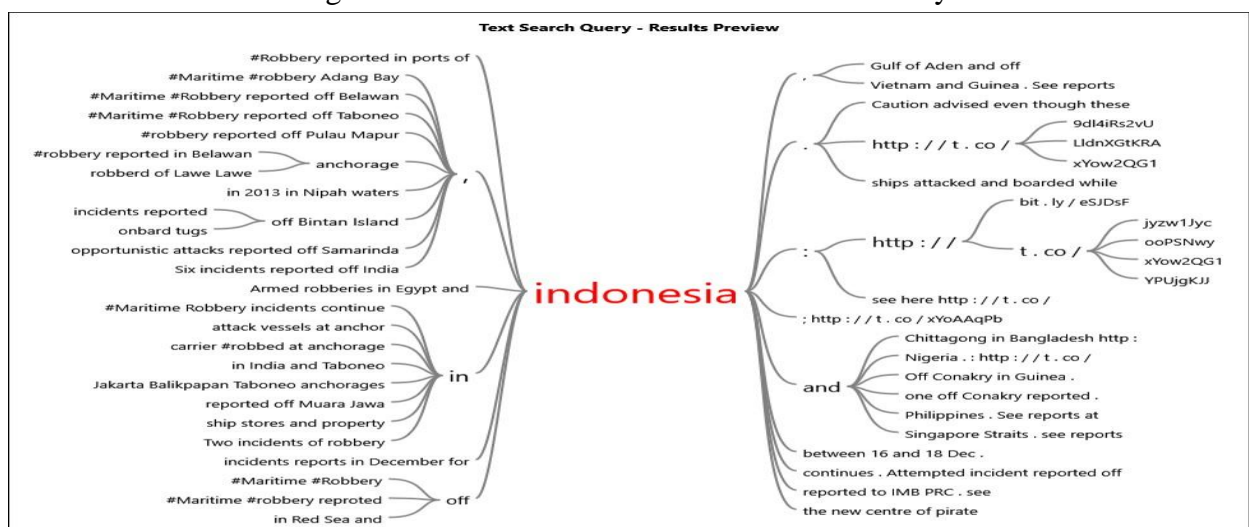 Text Search Query - Results Preview
#Robbery reported in ports of
#Maritime #robbery Adang Bay
#Maritime #Robbery reported off Belawan
#Maritime #Robbery reported off Taboneo
#robbery reported off Pulau Mapur
#robbery reported in Belawan
robberd of Lawe Lawe
anchorage
in 2013 in Nipah waters
incidents reported
onbard tugs
off Bintan Island
opportunistic attacks reported off Samarinda
Six incidents reported off India
,
Armed robberies in Egypt and
#Maritime Robbery incidents continue
attack vessels at anchor
carrier #robbed at anchorage
in India and Taboneo
Jakarta Balikpapan Taboneo anchorages
reported off Muara Jawa
ship stores and property
Two incidents of robbery
in
incidents reports in December for
#Maritime #Robbery
#Maritime #robbery reproted
in Red Sea and
off
indonesia
,
Gulf of Aden and off
Vietnam and Guinea . See reports
.
Caution advised even though these
http : / / t . co /
9dl4iRs2vU
LldnXGtKRA
xYow2QG1
ships attacked and boarded while
:
http : / /
bit . ly / eSJDsF
t . co /
jyzw1Jyc
ooPSNwy
xYow2QG1
YPUjgKJJ
see here http : / / t . co /
; http : / / t . co / xYoAAqPb
and
Chittagong in Bangladesh http :
Nigeria . : http : / / t . co /
Off Conakry in Guinea .
one off Conakry reported .
Philippines . See reports at
Singapore Straits . see reports
between 16 and 18 Dec .
continues . Attempted incident reported off
reported to IMB PRC . see
the new centre of pirate